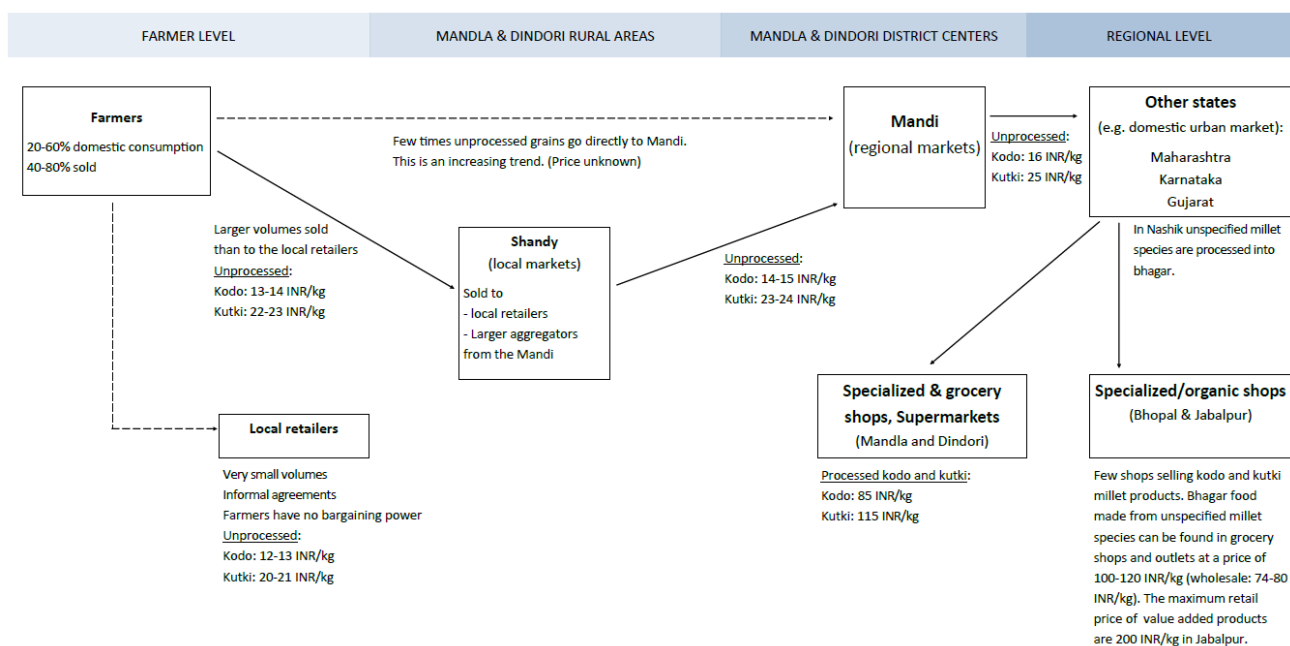 FARMER LEVEL
MANDLA & DINDORI RURAL AREAS
MANDLA & DINDORI DISTRICT CENTERS
REGIONAL LEVEL
Farmers
20-60% domestic consumption
40-80% sold
Few times unprocessed grains go directly to Mandi.
This is an increasing trend. (Price unknown)
Mandi
(regional markets)
Unprocessed:
Kodo: 16 INR/kg
Kutki: 25 INR/kg
Other states
(e.g. domestic urban market):
Maharashtra
Karnataka
Gujarat
In Nashik unspecified millet
species are processed into
bhagar.
Larger volumes sold
than to the local retailers
Unprocessed:
Kodo: 13-14 INR/kg
Kutki: 22-23 INR/kg
Shandy
(local markets)
Sold to
- local retailers
- Larger aggregators
from the Mandi
Unprocessed:
Kodo: 14-15 INR/kg
Kutki: 23-24 INR/kg
Local retailers
Very small volumes
Informal agreements
Farmers have no bargaining power
Unprocessed:
Kodo: 12-13 INR/kg
Kutki: 20-21 INR/kg
Specialized & grocery
shops, Supermarkets
(Mandla and Dindori)
Processed kodo and kutki:
Kodo: 85 INR/kg
Kutki: 115 INR/kg
Specialized/organic shops
(Bhopal & Jabalpur)
Few shops selling kodo and kutki
millet products. Bhagar food
made from unspecified millet
species can be found in grocery
shops and outlets at a price of
100-120 INR/kg (wholesale: 74-80
INR/kg). The maximum retail
price of value added products
are 200 INR/kg in Jabalpur.